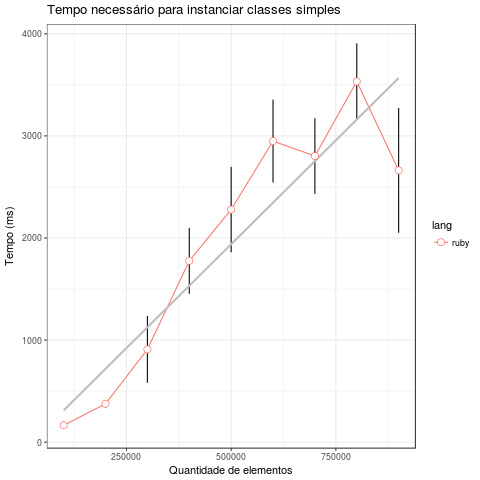 Tempo necessário para instanciar classes simples
4000
3000
2000
1000
0
Tempo (ms)
250000
500000
750000
Quantidade de elementos
lang
ruby